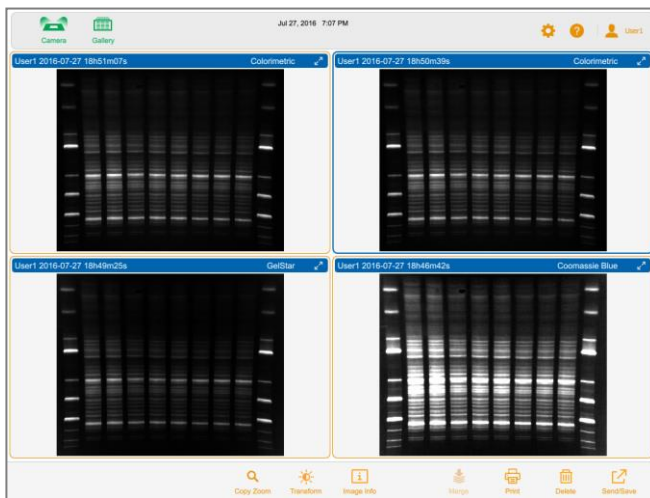 Jul 27, 2016 7:07 PM
Camera
Gallery
User1
User1 2016-07-27 18h51m07s Colorimetric
User1 2016-07-27 18h50m39s Colorimetric
User1 2016-07-27 18h49m25s GelStar
User1 2016-07-27 18h46m42s Coomassie Blue
Copy Zoom
Transform
Image Info
Merge
Print
Delete
Send/Save